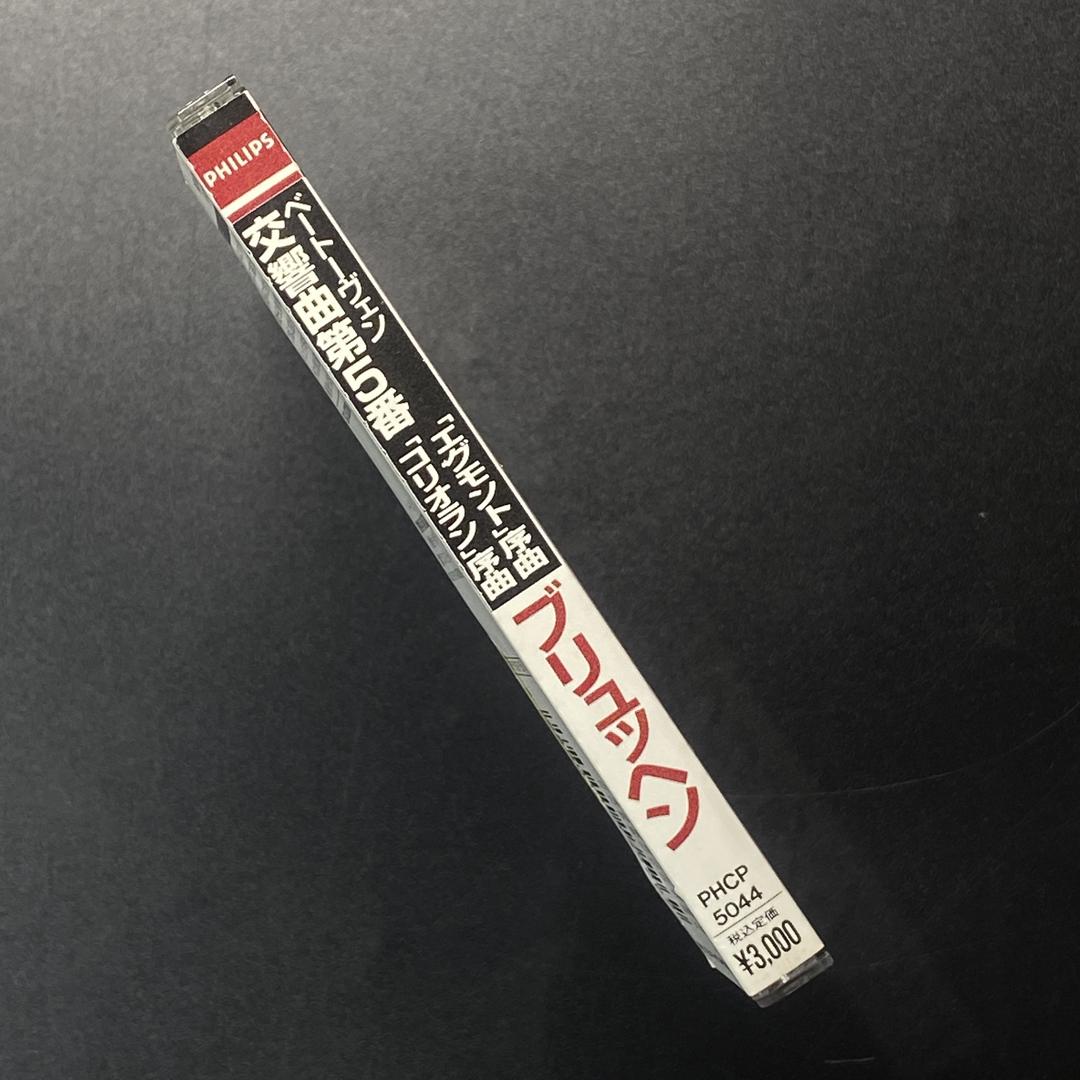 PHILIPS
ベートーヴェン
交響曲第5番
「エグモント」序曲
「コリオラン」序曲
ブリュッヘン
PHCP
5044
税込定価
¥3,000